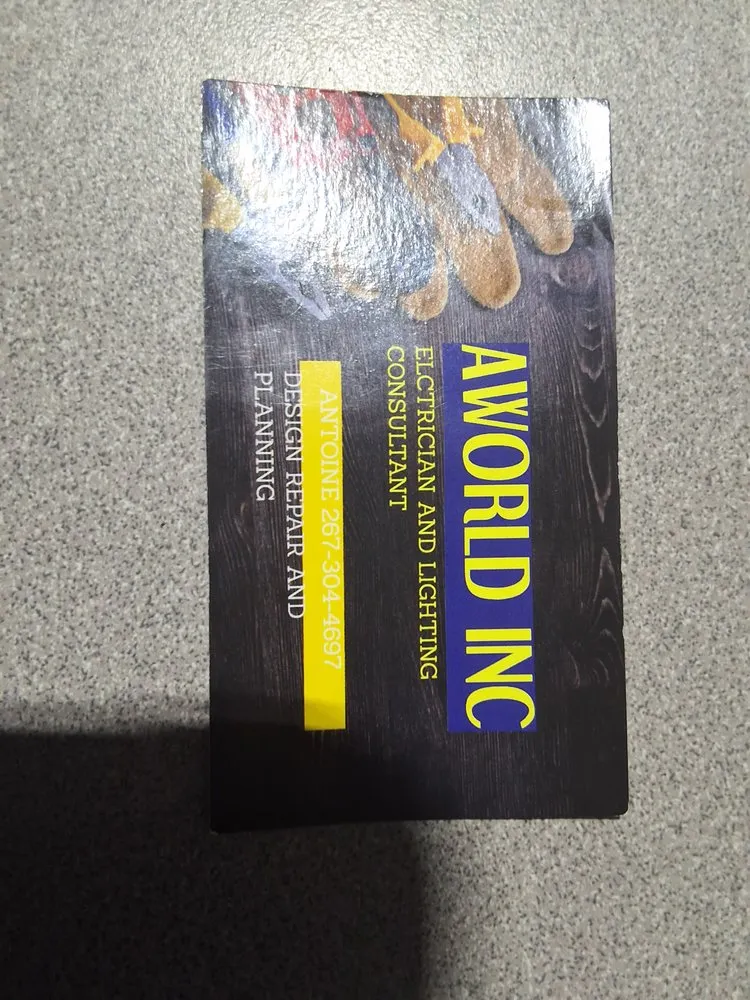 AWORLD INC
ELCTRICIAN AND LIGHTING
CONSULTANT
ANTOINE 267-304-4697
DESIGN REPAIR AND
PLANNING